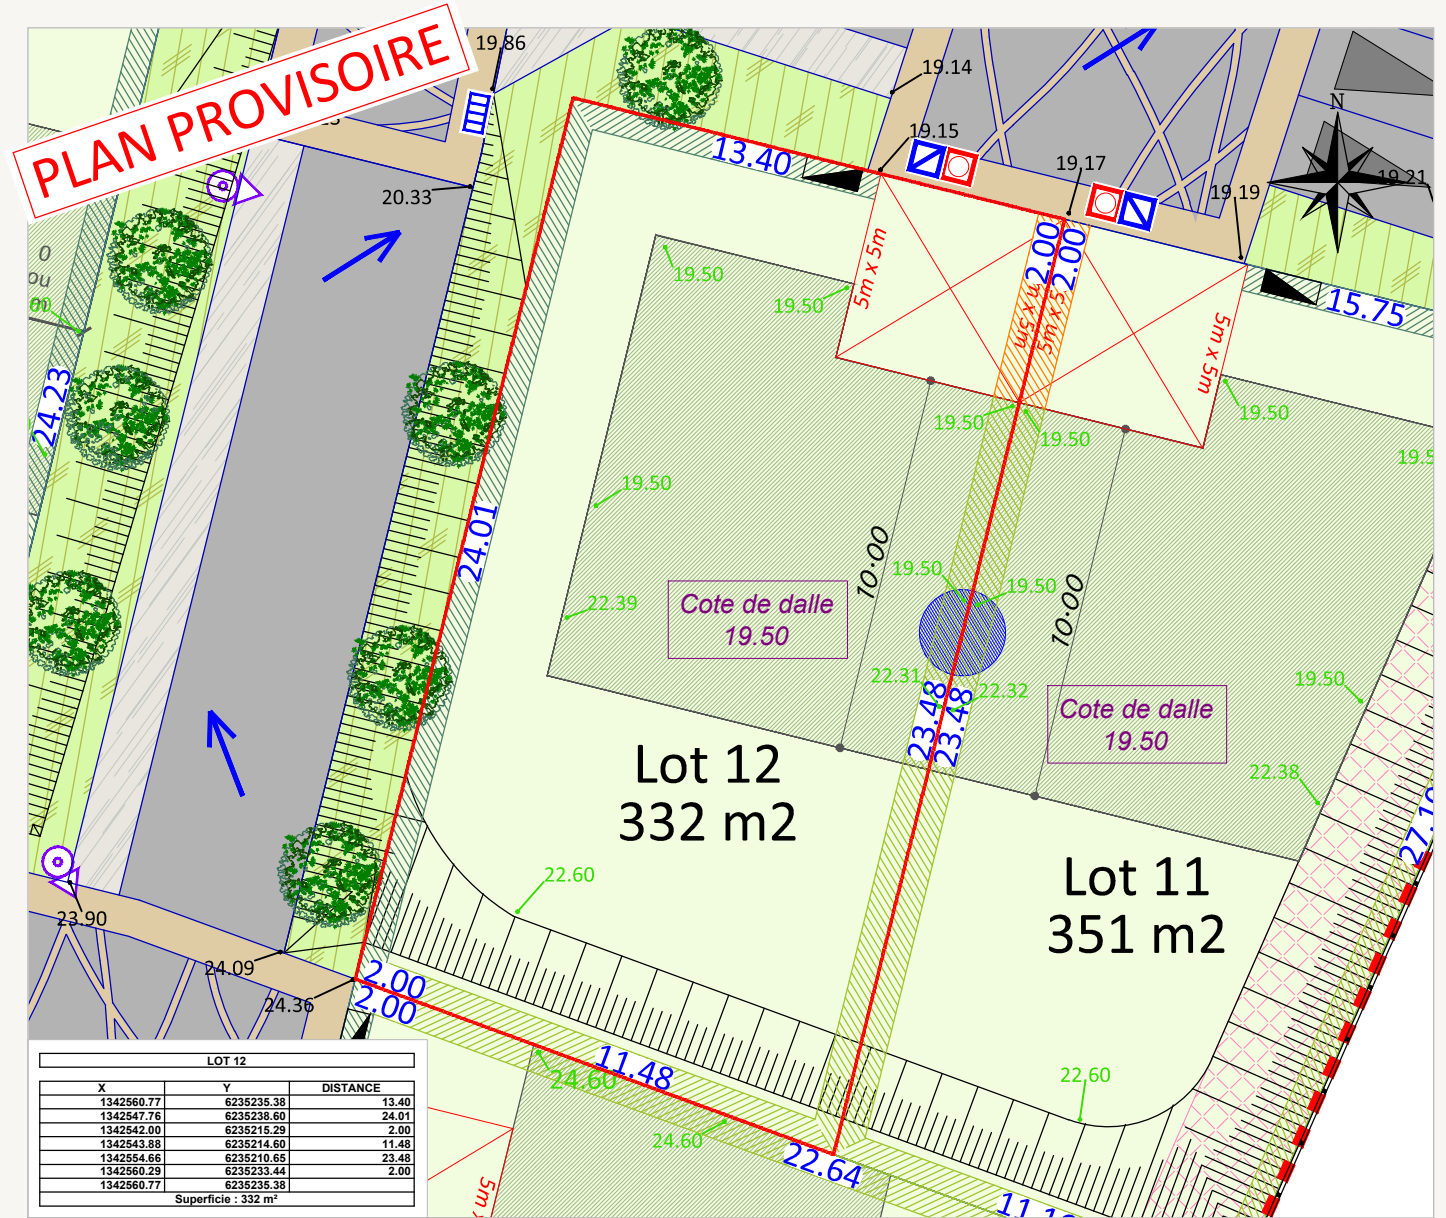 PLAN PROVISOIRE
19.86
19.14
19.15
13.40
19,17
19.19
19.21
N
20.33
0
ou
24.23
2.00
2.00
5m x 5m
5m x 5m
5m x 5m
15.75
19.50
19.50
19.50
19.50
19.50
19.50
24.01
10.00
10.00
19.50
19.50
22.39
Cote de dalle
19.50
22.31
22.32
19.50
23.48
23.48
Cote de dalle
19.50
22.38
Lot 12
332 m2
Lot 11
351 m2
22.60
22.60
23.90
24.09
24.36
2.00
2.00
11.48
24.60
24.60
22.64
LOT 12
X Y DISTANCE
1342560.77 6235235.38 13.40
1342547.76 6235238.60 24.01
1342542.00 6235215.29 2.00
1342543.88 6235214.60 11.48
1342554.66 6235210.65 23.48
1342560.29 6235233.44 2.00
1342560.77 6235235.38
Superficie : 332 m²